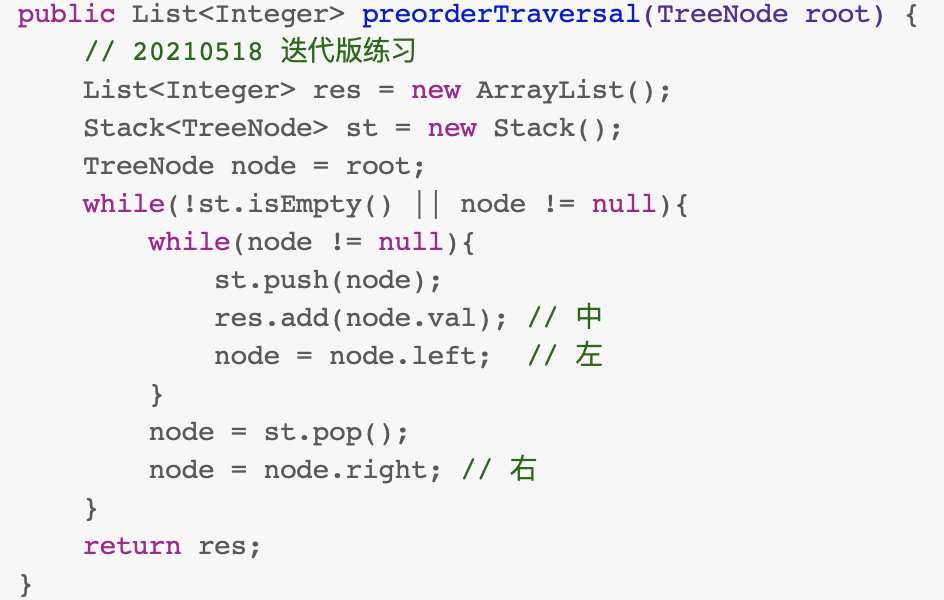 public List<Integer> preorderTraversal(TreeNode root) {
    // 20210518 迭代版练习
    List<Integer> res = new ArrayList();
    Stack<TreeNode> st = new Stack();
    TreeNode node = root;
    while(!st.isEmpty() || node != null){
        while(node != null){
            st.push(node);
            res.add(node.val); // 中
            node = node.left;  // 左
        }
        node = st.pop();
        node = node.right; // 右
    }
    return res;
}